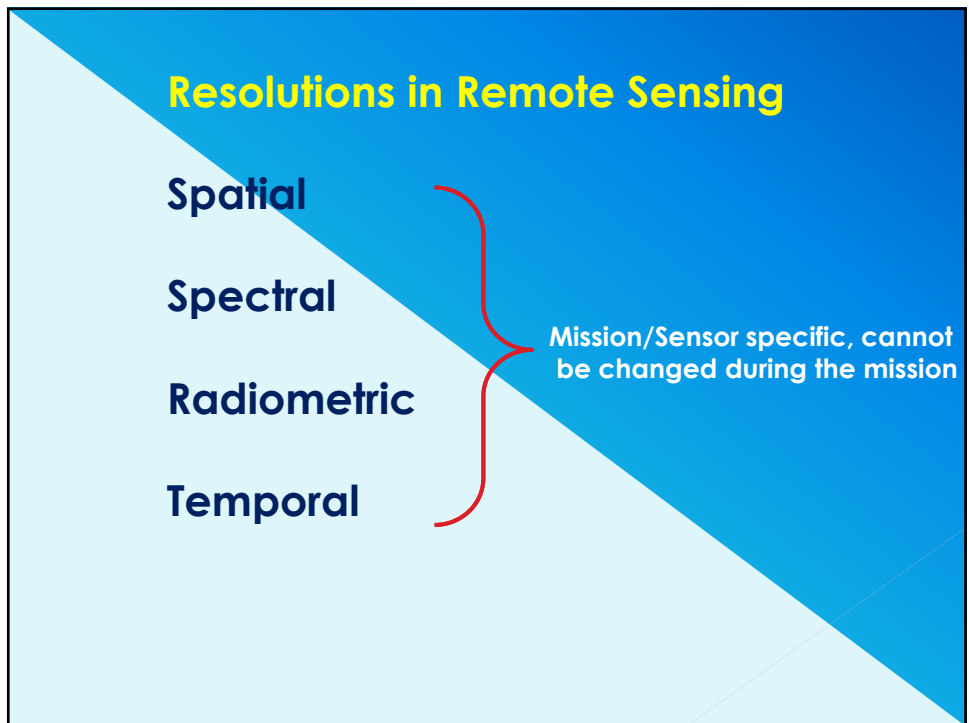 Resolutions in Remote Sensing
Spatial
Spectral
Radiometric
Temporal
Mission/Sensor specific, cannot
be changed during the mission